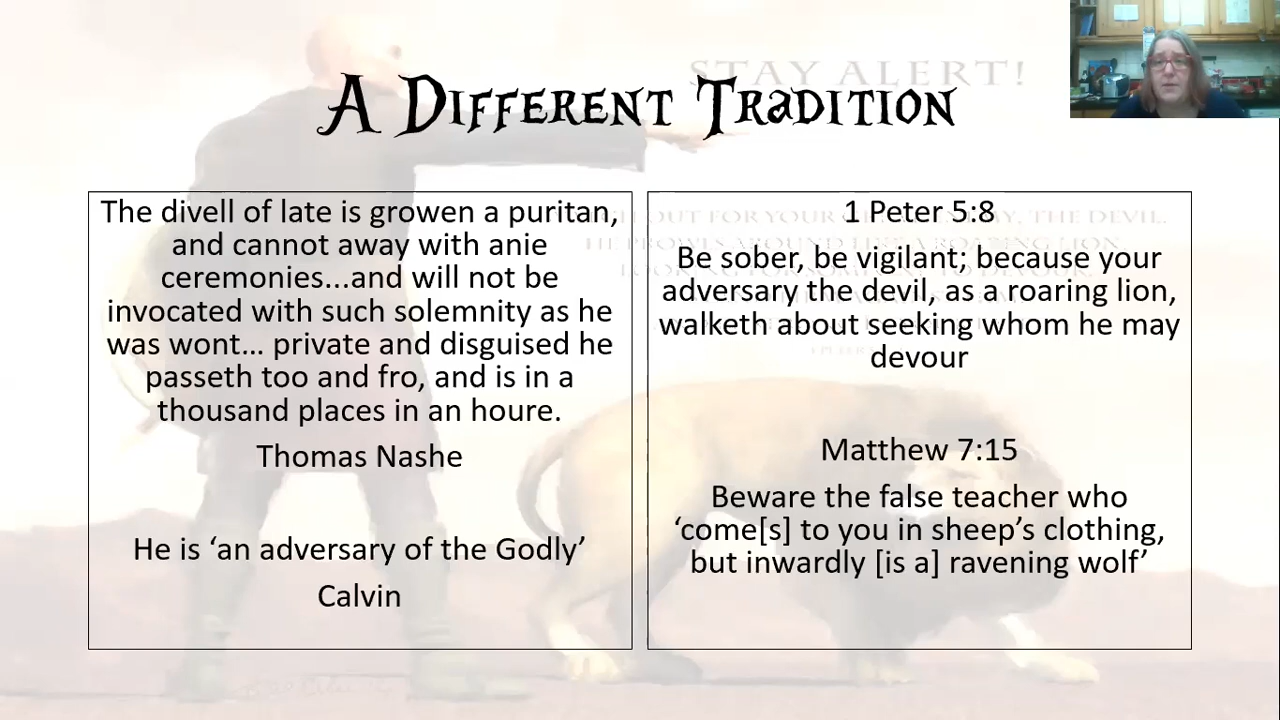 STAY ALERT!
A Different Tradition
The divell of late is growen a puritan,
and cannot away with anie
ceremonies...and will not be
invocated with such solemnity as he
was wont... private and disguised he
passeth too and fro, and is in a
thousand places in an houre.
Thomas Nashe
He is ‘an adversary of the Godly’
Calvin
1 Peter 5:8
Be sober, be vigilant; because your
adversary the devil, as a roaring lion,
walketh about seeking whom he may
devour
Matthew 7:15
Beware the false teacher who
‘come[s] to you in sheep’s clothing,
but inwardly [is a] ravening wolf’
OUT FOR YOUR
THE DEVIL.